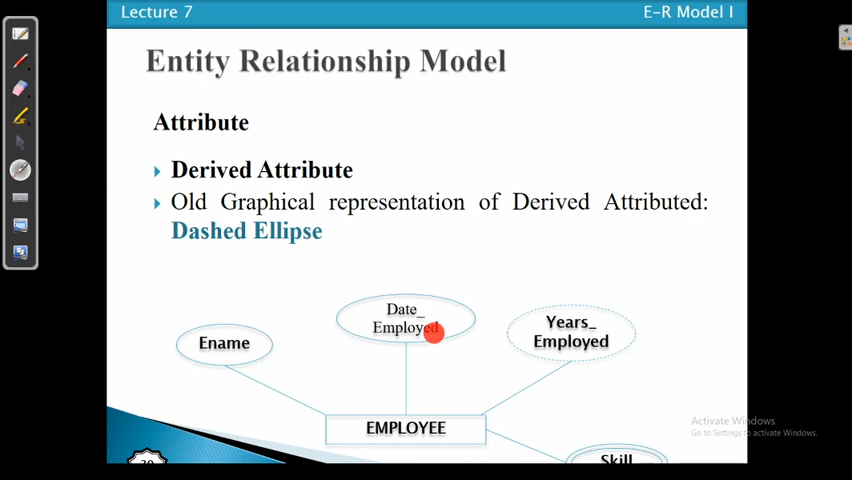 Lecture 7
E-R Model I
Entity Relationship Model
Attribute
Derived Attribute
Old Graphical representation of Derived Attributed:
Dashed Ellipse
Date_
Employed
Ename
Years_
Employed
EMPLOYEE
Skill
Activate Windows
Go to Settings to activate Windows.